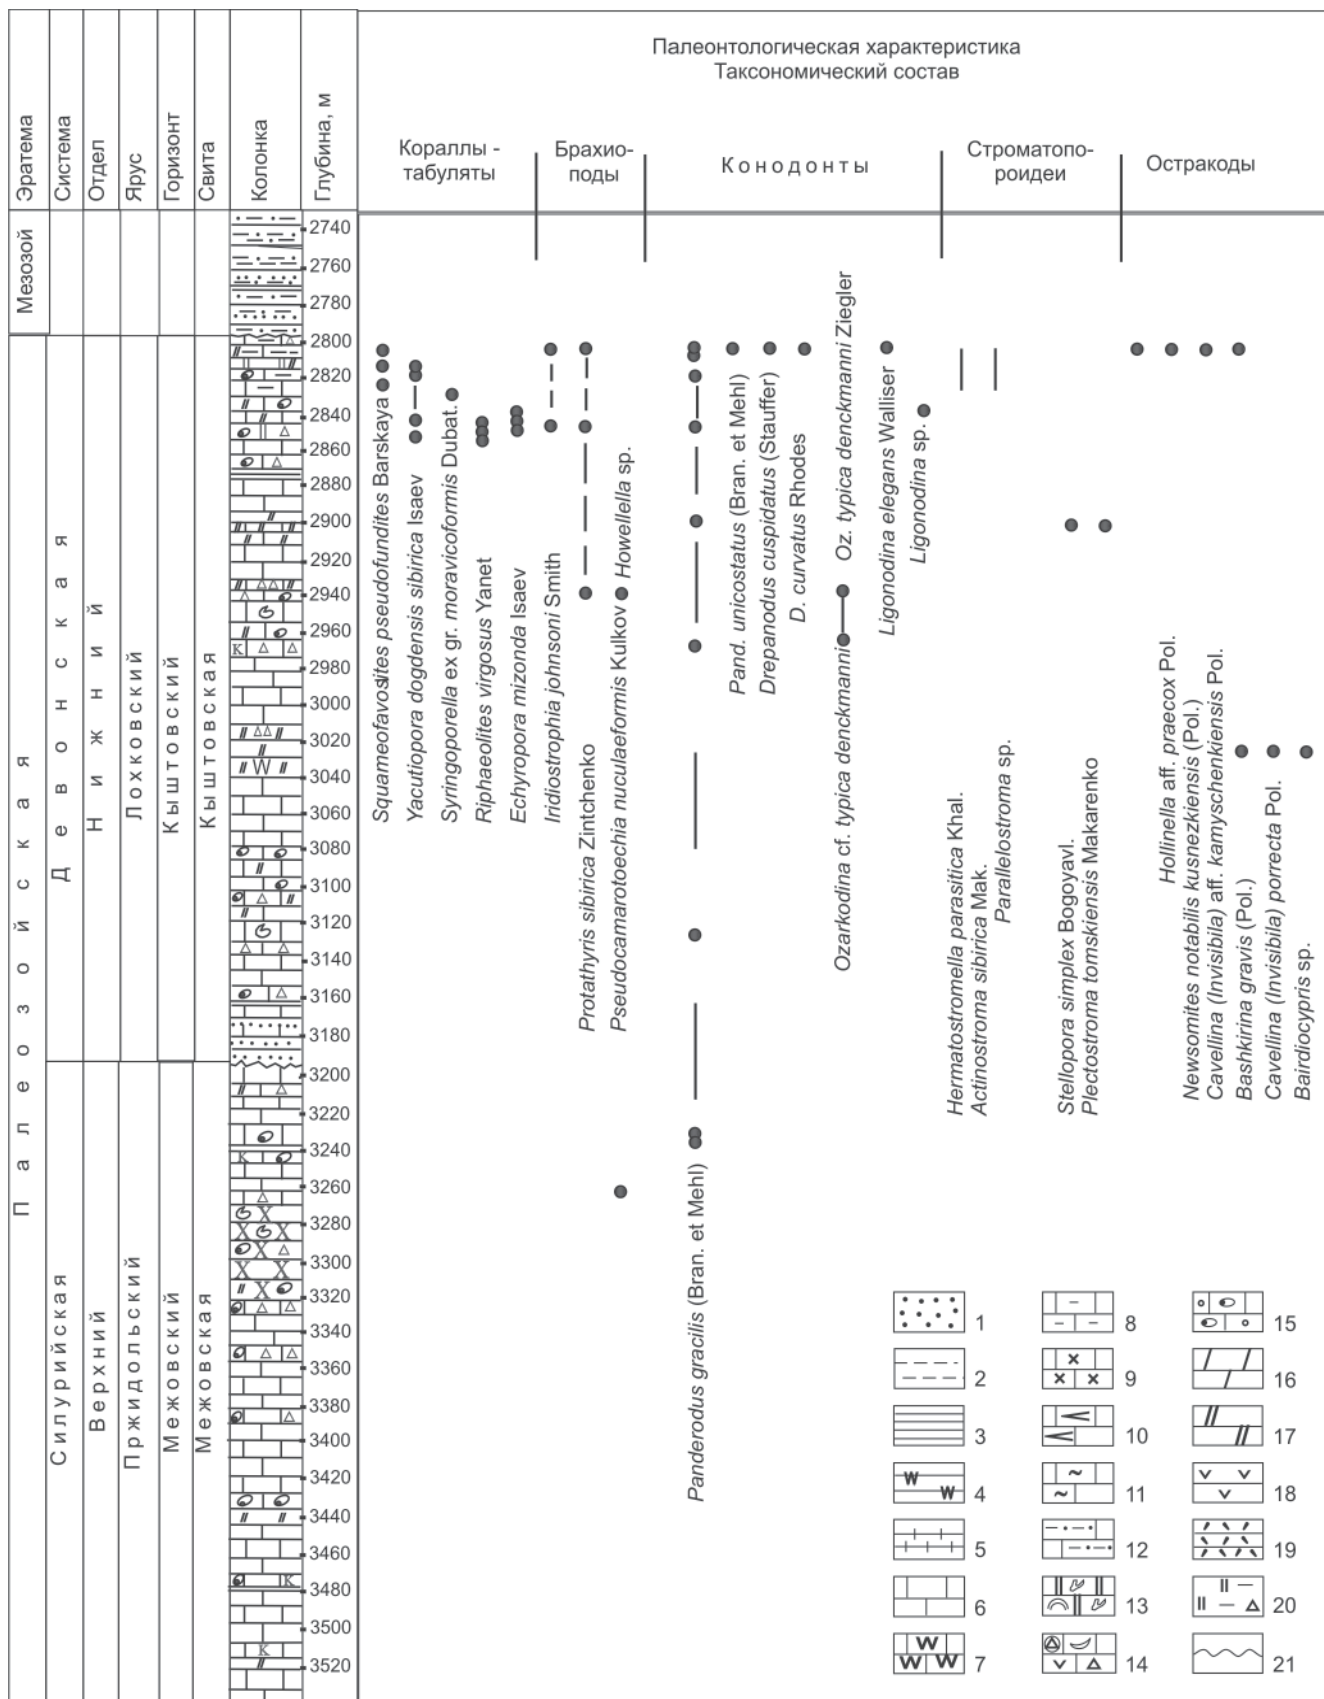 Палеонтологическая характеристика
Таксономический состав
Эратема
Система
Отдел
Ярус
Горизонт
Свита
Колонка
Глубина, м
Кораллы -
табуляты
Брахио-
поды
Конодонты
Строматопо-
роидеи
Остракоды
Мезозой
Палеозойская
Девонская
Нижний
Лохковский
Кыштовский
Кыштовская
Силурийская
Верхний
Пржидольский
Межовский
Межовская
2740
2760
2780
2800
2820
2840
2860
2880
2900
2920
2940
2960
2980
3000
3020
3040
3060
3080
3100
3120
3140
3160
3180
3200
3220
3240
3260
3280
3300
3320
3340
3360
3380
3400
3420
3440
3460
3480
3500
3520
Squameofavosites pseudofundites Barskaya
Yacutiopora dogdensis sibirica Isaev
Syringoporella ex gr. moravicoformis Dubat.
Riphaeolites virgosus Yanet
Echyropora mizonda Isaev
Iridiostrophia johnsoni Smith
Protathyris sibirica Zintchenko
Pseudocamarotoechia nuculaeformis Kulkov
Howellella sp.
Panderodus gracilis (Bran. et Mehl)
Pand. unicostatus (Bran. et Mehl)
Drepanodus cuspidatus (Stauffer)
D. curvatus Rhodes
Ozarkodina cf. typica denckmannie
Oz. typica denckmanni Ziegler
Ligonodina elegans Walliser
Ligonodina sp.
Hermatostromella parasitica Khal.
Actinostroma sibirica Mak.
Parallelostroma sp.
Stellopora simplex Bogoyavl.
Plectostroma tomskiensis Makarenko
Hollinella aff. praecox Pol.
Newsomites notabilis kusnezkiensis (Pol.)
Cavellina (Invisibila) aff. kamyschenkiensis Pol.
Bashkirina gravis (Pol.)
Cavellina (Invisibila) porrecta Pol.
Bairdiocypris sp.
1
2
3
4
5
6
7
8
9
10
11
12
13
14
15
16
17
18
19
20
21